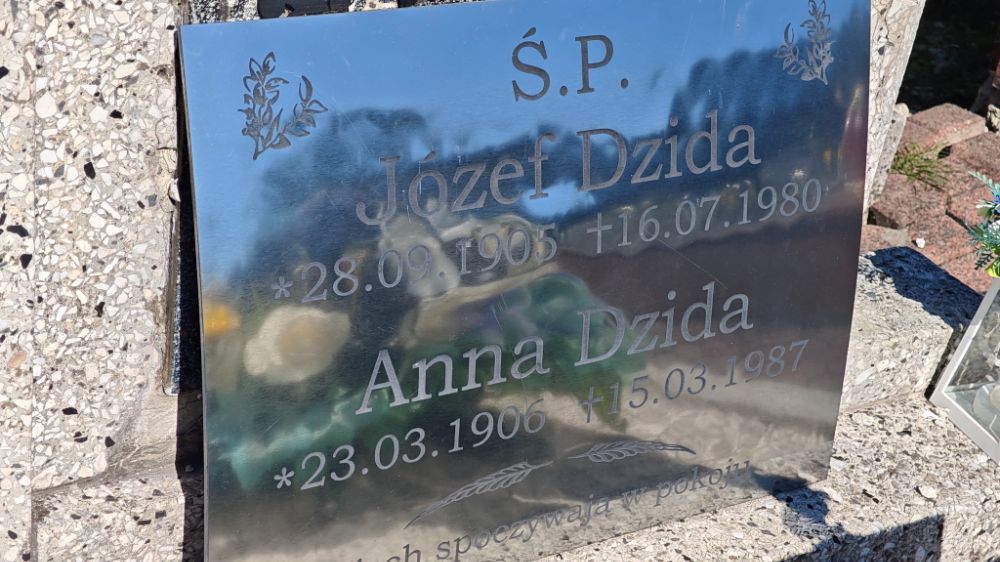 Ś.P.
Józef Dzida
*28.09.1905 †16.07.1980
Anna Dzida
*23.03.1906 †15.03.1987
spoczywają w pokoju